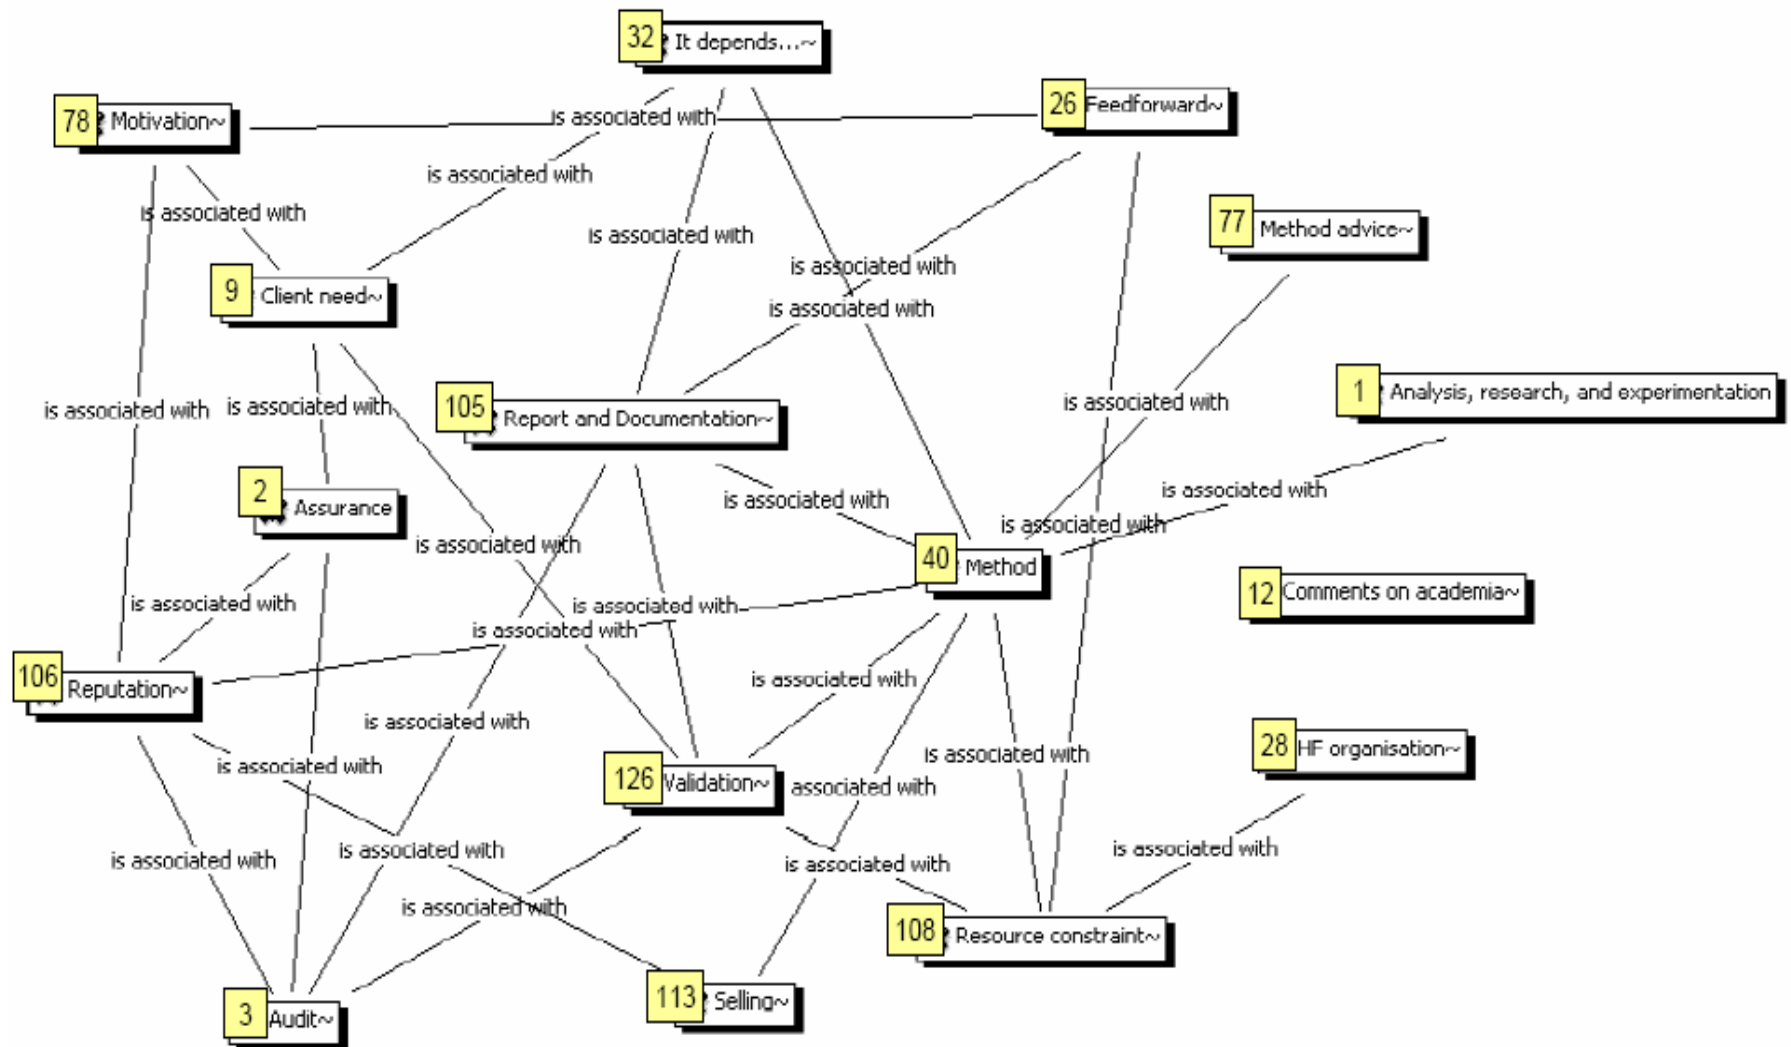 32 It depends...~
78 Motivation~
26 Feedforward~
is associated with
is associated with
is associated with
77 Method advice~
is associated with
is associated with
9 Client need~
is associated with
1 Analysis, research, and experimentation
is associated with
is associated with
is associated with
105 Report and Documentation~
2 Assurance
is associated with
is associated with
is associated with
is associated with
40 Method
12 Comments on academia~
is associated with
is associated with
is associated with
106 Reputation~
is associated with
is associated with
28 HF organisation~
is associated with
is associated with
126 Validation~
associated with
is associated with
is associated with
is associated with
is associated with
is associated with
108 Resource constraint~
113 Selling~
3 Audit~